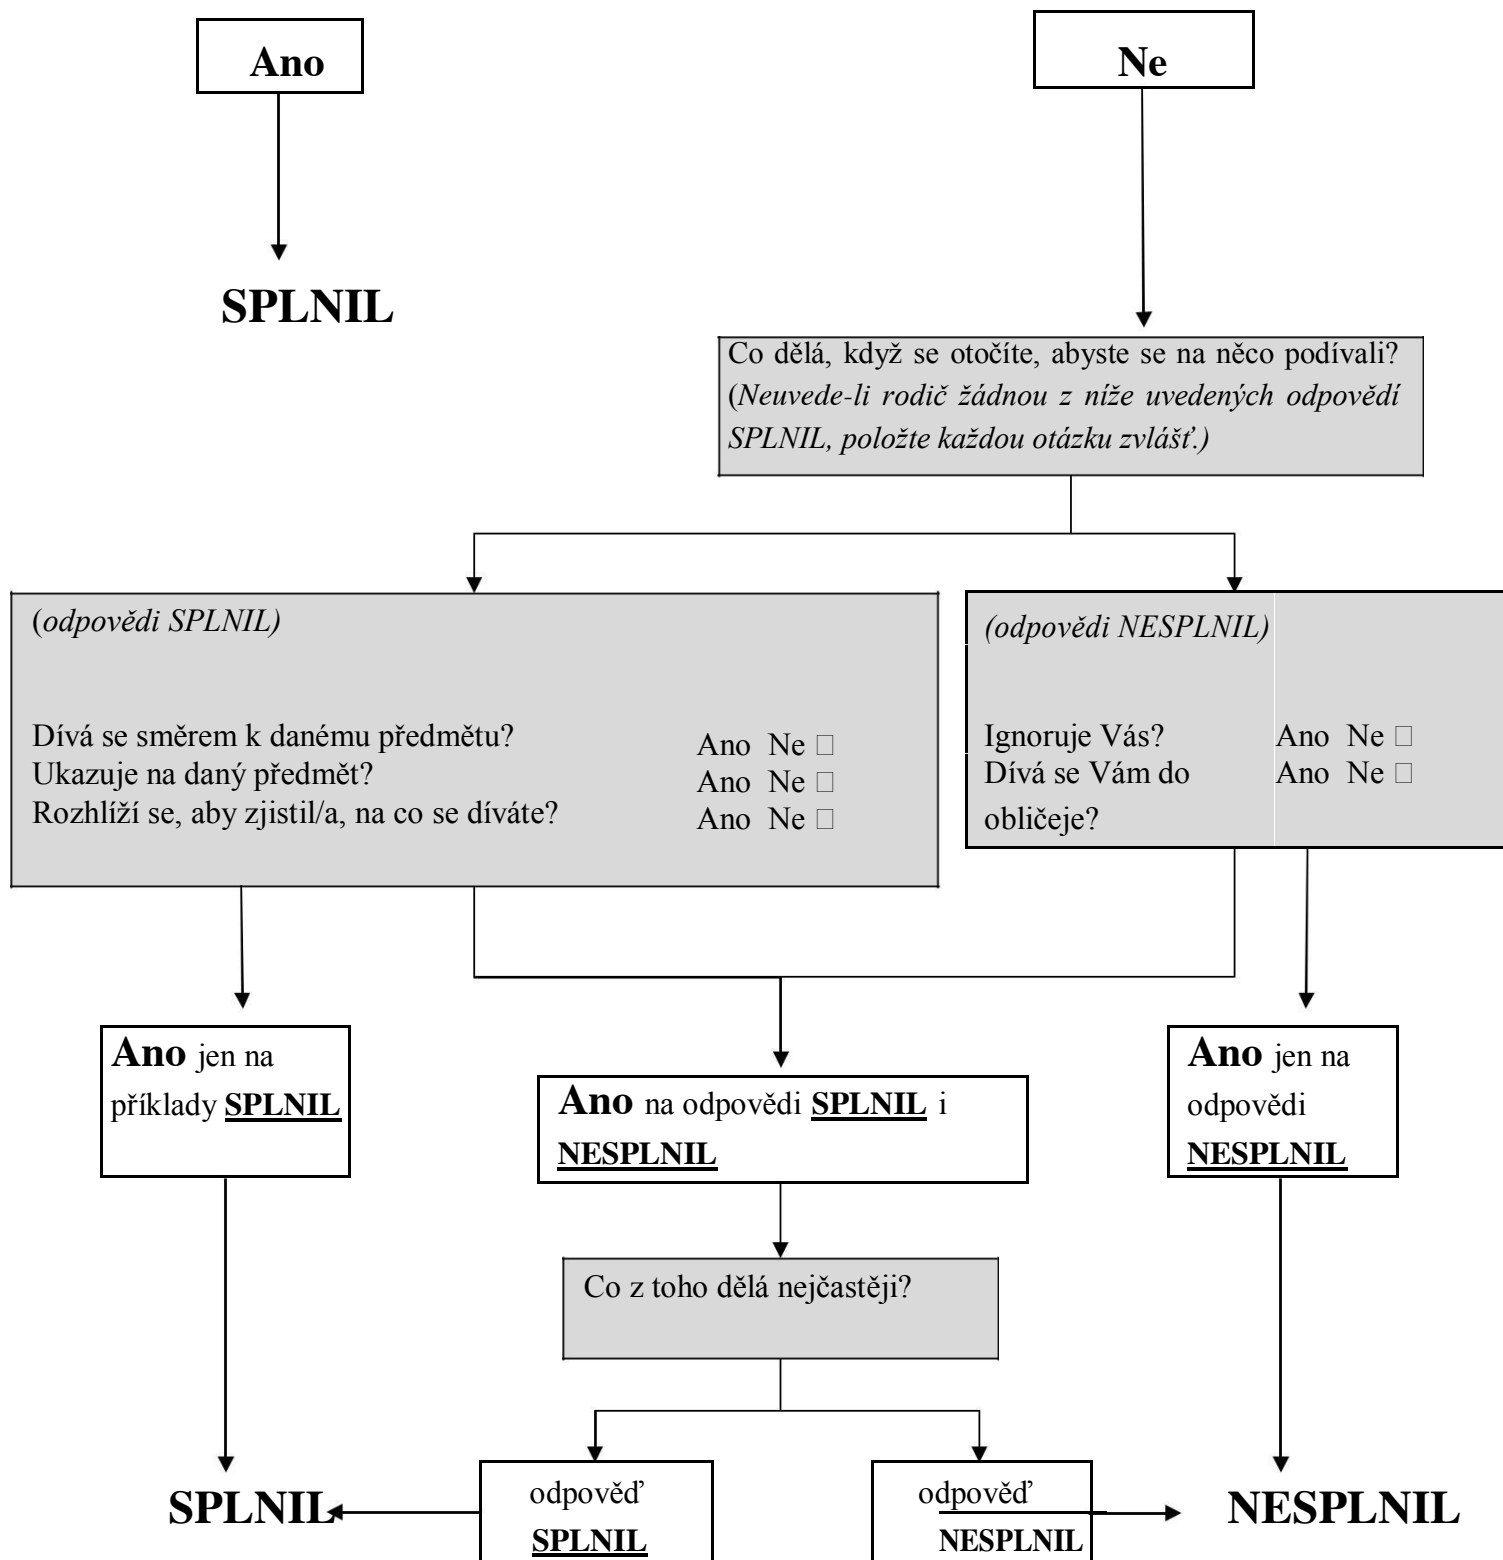 Ano
Ne
SPLNIL
Co dělá, když se otočíte, abyste se na něco podívali?
(Neuvede-li rodič žádnou z níže uvedených odpovědí
SPLNIL, položte každou otázku zvlášť.)
(odpovědi SPLNIL)
Dívá se směrem k danému předmětu? Ano Ne □
Ukazuje na daný předmět? Ano Ne □
Rozhlíží se, aby zjistil/a, na co se díváte? Ano Ne □
(odpovědi NESPLNIL)
Ignoruje Vás? Ano Ne □
Dívá se Vám do Ano Ne □
obličeje?
Ano jen na
příklady SPLNIL
Ano na odpovědi SPLNIL i
NESPLNIL
Ano jen na
odpovědi
NESPLNIL
Co z toho dělá nejčastěji?
SPLNIL
odpověď
SPLNIL
odpověď
NESPLNIL
NESPLNIL